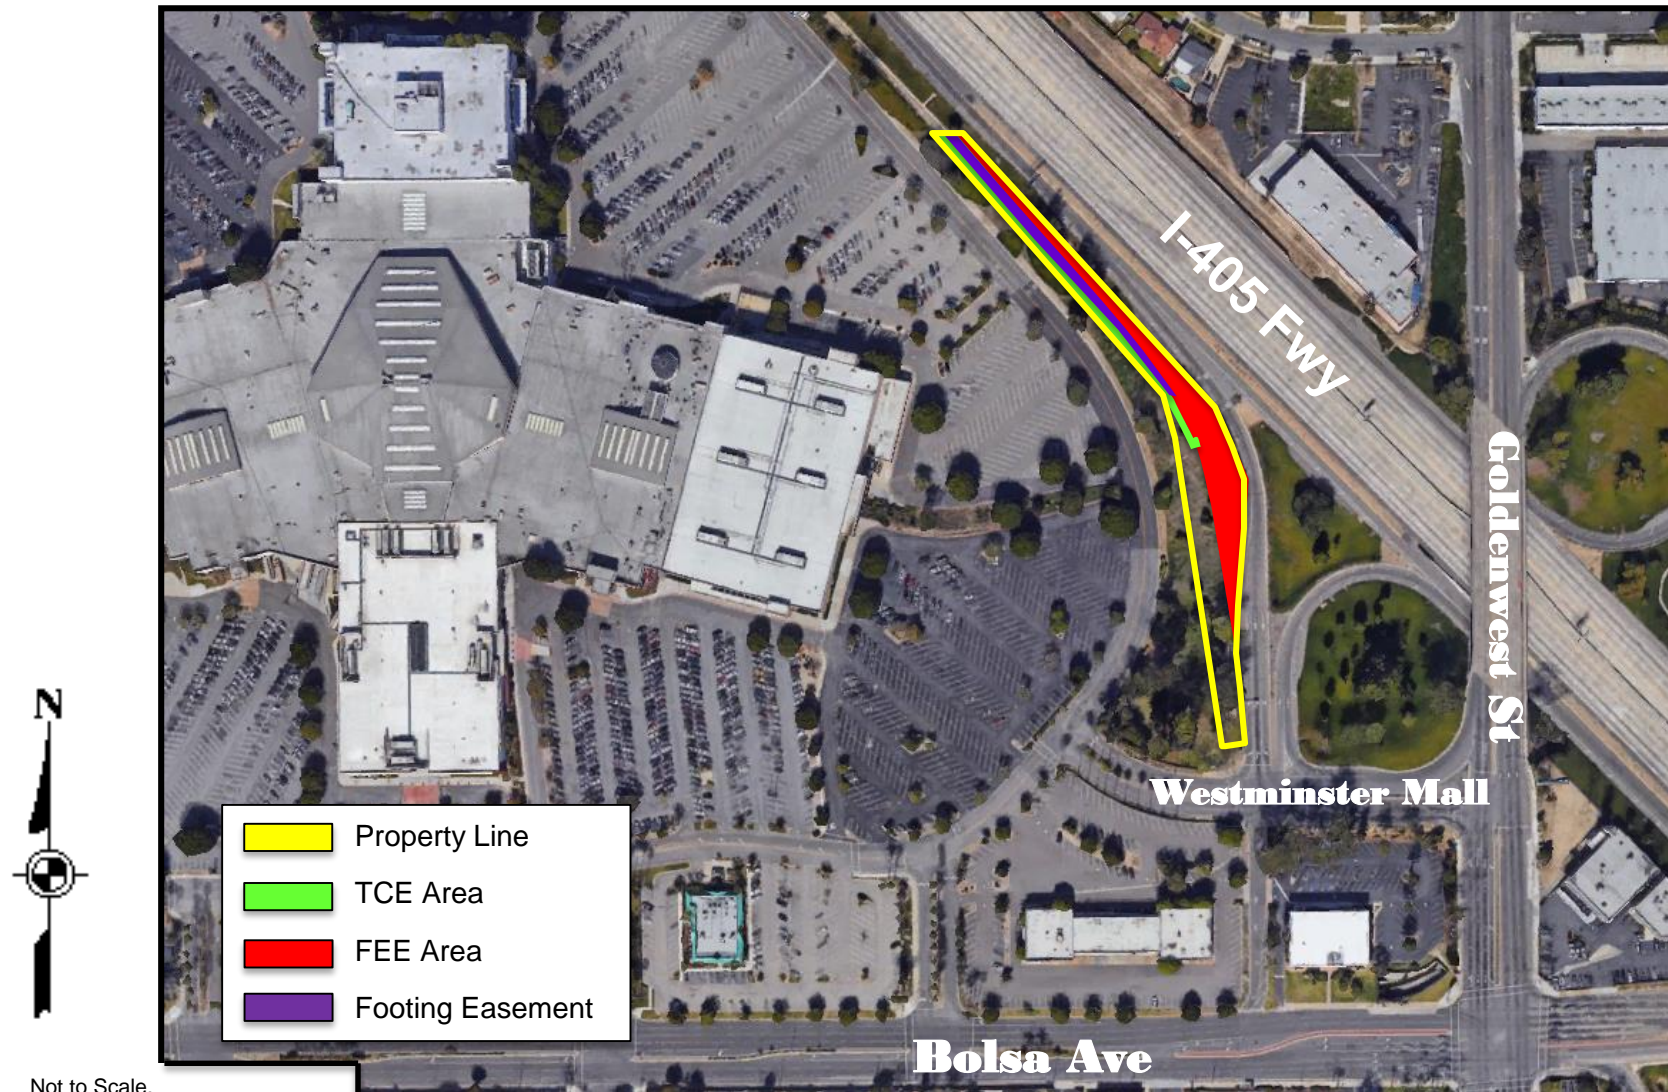 I-405 Fwy
Goldenwest St
Westminster Mall
N
Property Line
TCE Area
FEE Area
Footing Easement
Bolsa Ave
Not to Scale.